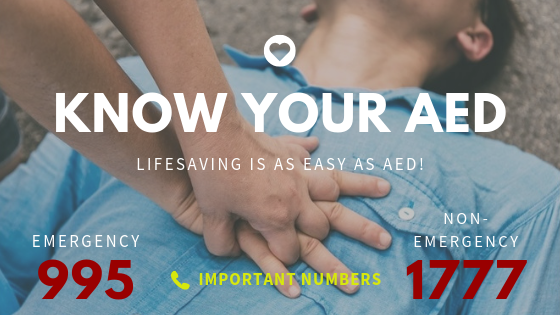 KNOW YOUR AED
LIFESAVING IS AS EASY AS AED!
EMERGENCY
995
IMPORTANT NUMBERS
NON-
EMERGENCY
1777